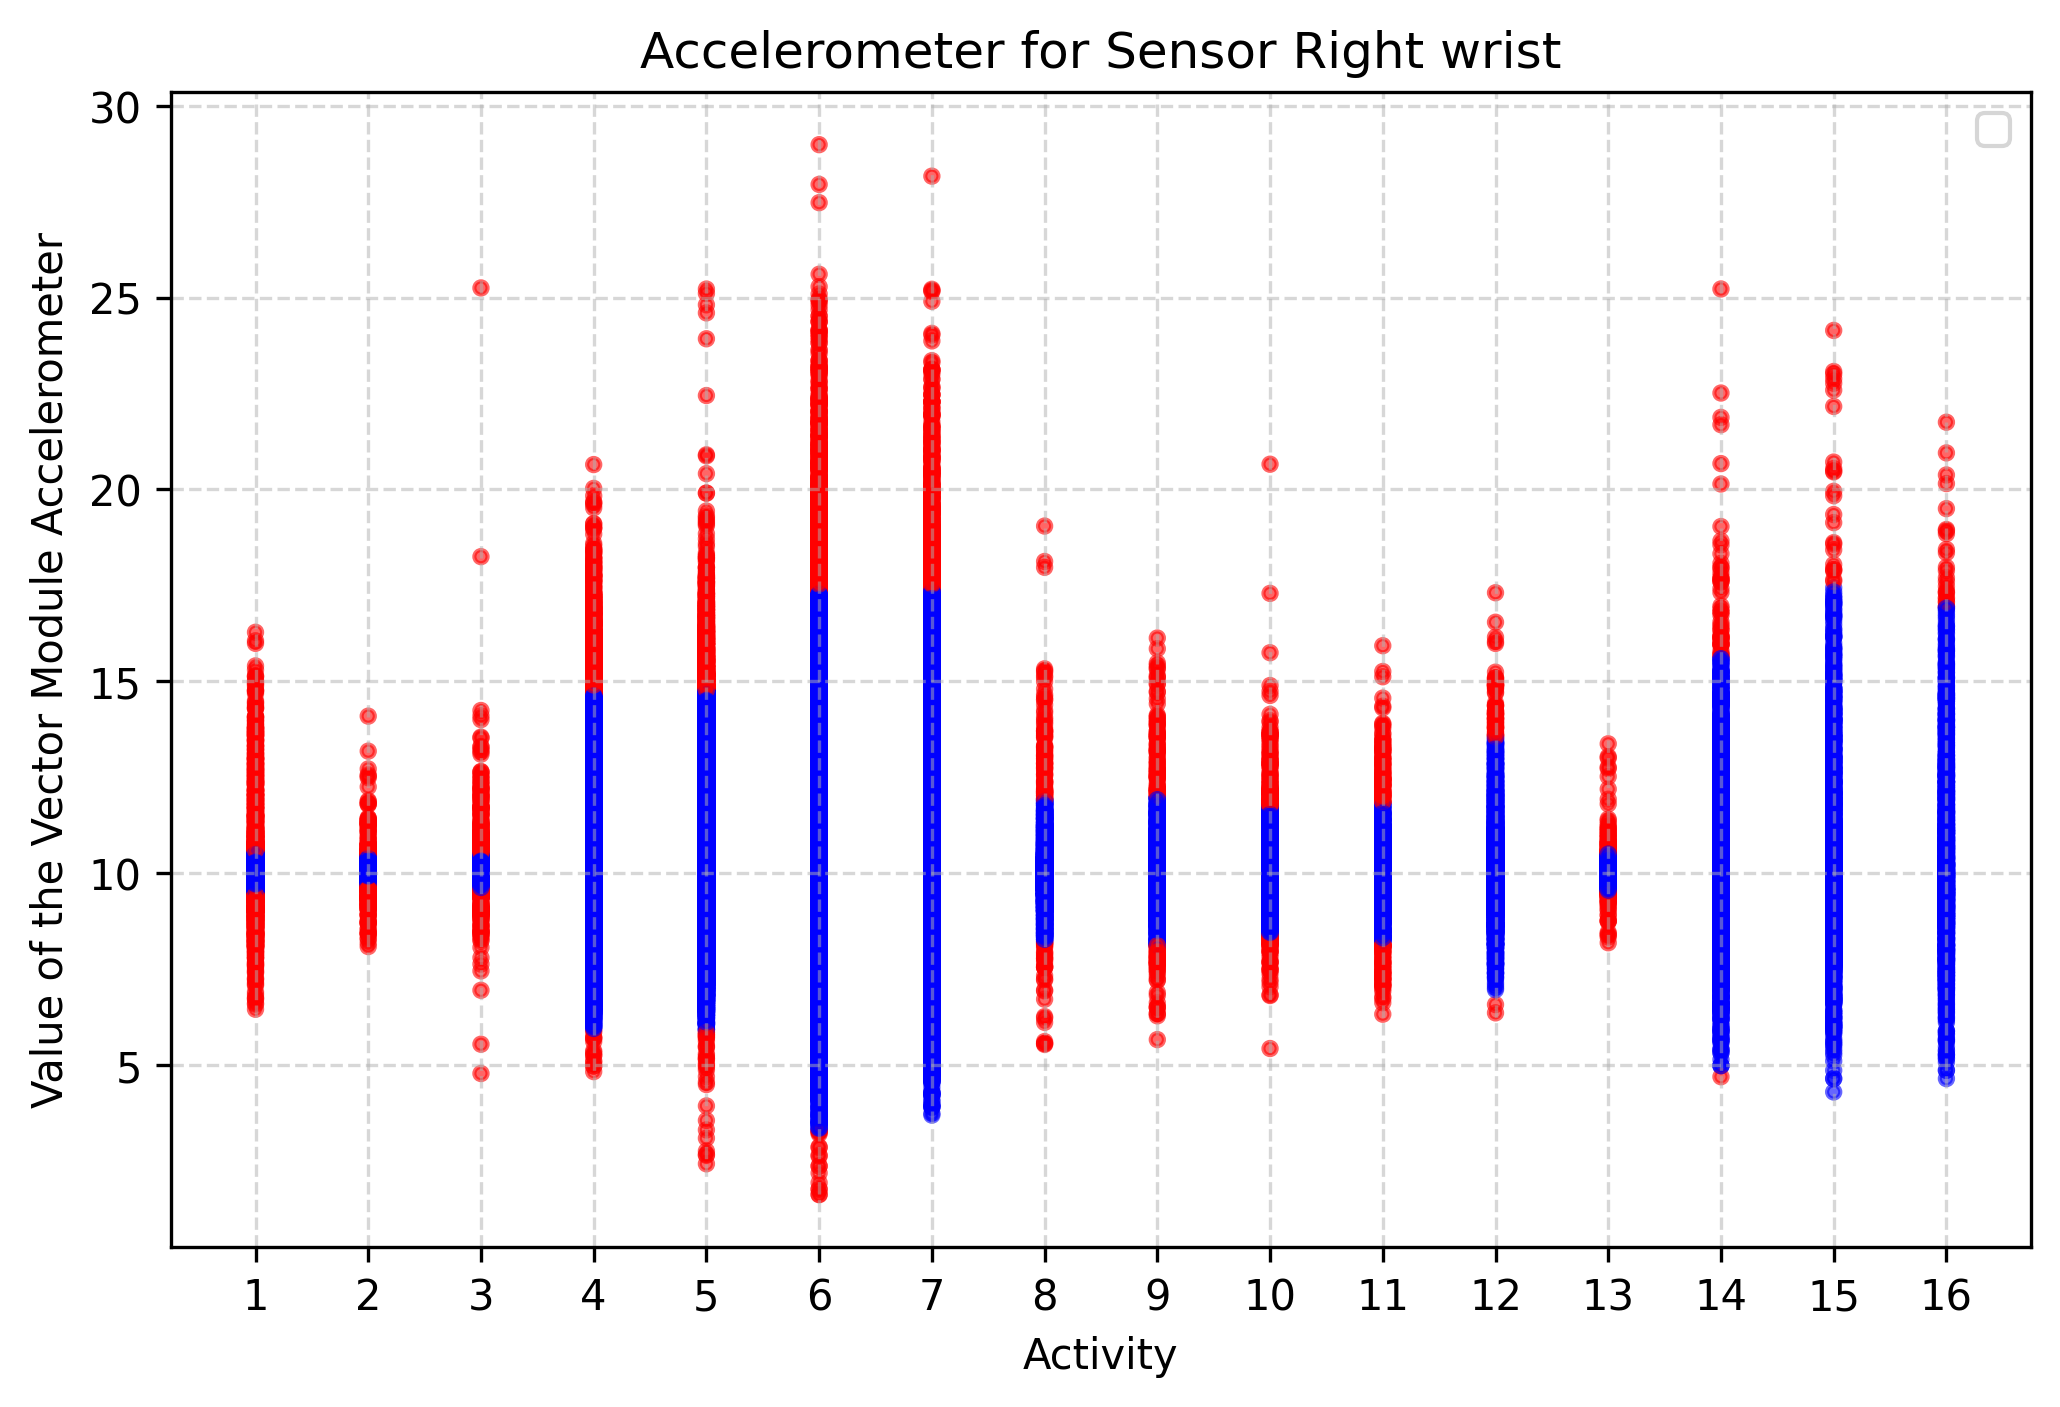 Accelerometer for Sensor Right wrist
Value of the Vector Module Accelerometer
30
25
20
15
10
5
1 2 3 4 5 6 7 8 9 10 11 12 13 14 15 16
Activity